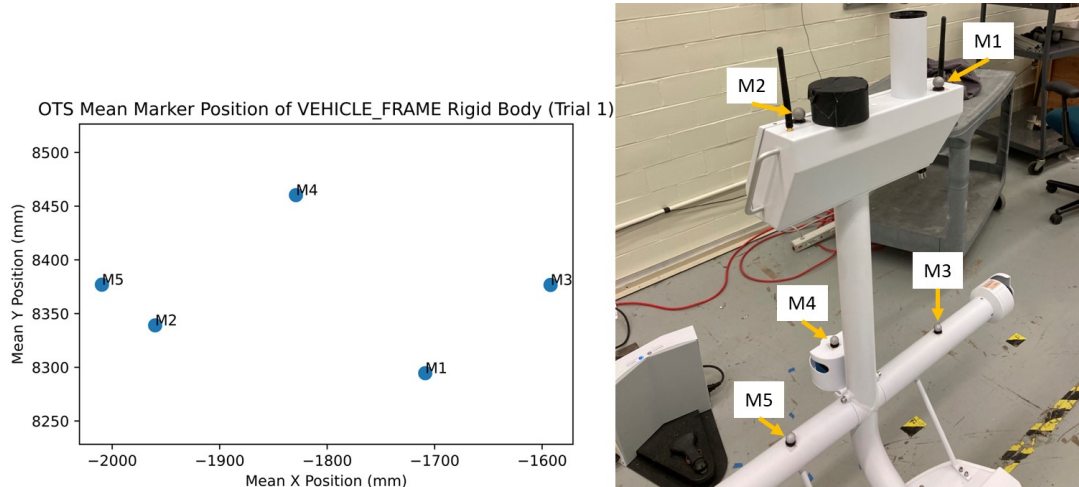 OTS Mean Marker Position of VEHICLE_FRAME Rigid Body (Trial 1)
Mean Y Position (mm)
8500
8450
8400
8350
8300
8250
M4
M5
M3
M2
M1
−2000
−1900
−1800
−1700
−1600
Mean X Position (mm)
M1
M2
M3
M4
M5